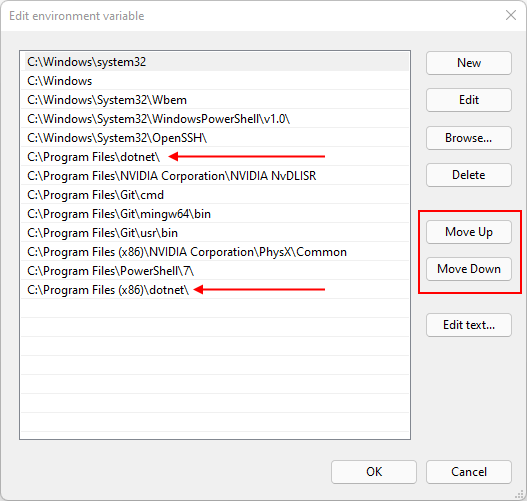 Edit environment variable
C:\Windows\system32
C:\Windows
C:\Windows\System32\Wbem
C:\Windows\System32\WindowsPowerShell\v1.0\
C:\Windows\System32\OpenSSH\
C:\Program Files\dotnet\
C:\Program Files\NVIDIA Corporation\NVIDIA NvDLISR
C:\Program Files\Git\cmd
C:\Program Files\Git\mingw64\bin
C:\Program Files\Git\usr\bin
C:\Program Files (x86)\NVIDIA Corporation\PhysX\Common
C:\Program Files\PowerShell\7\
C:\Program Files (x86)\dotnet\
New
Edit
Browse...
Delete
Move Up
Move Down
Edit text...
OK
Cancel